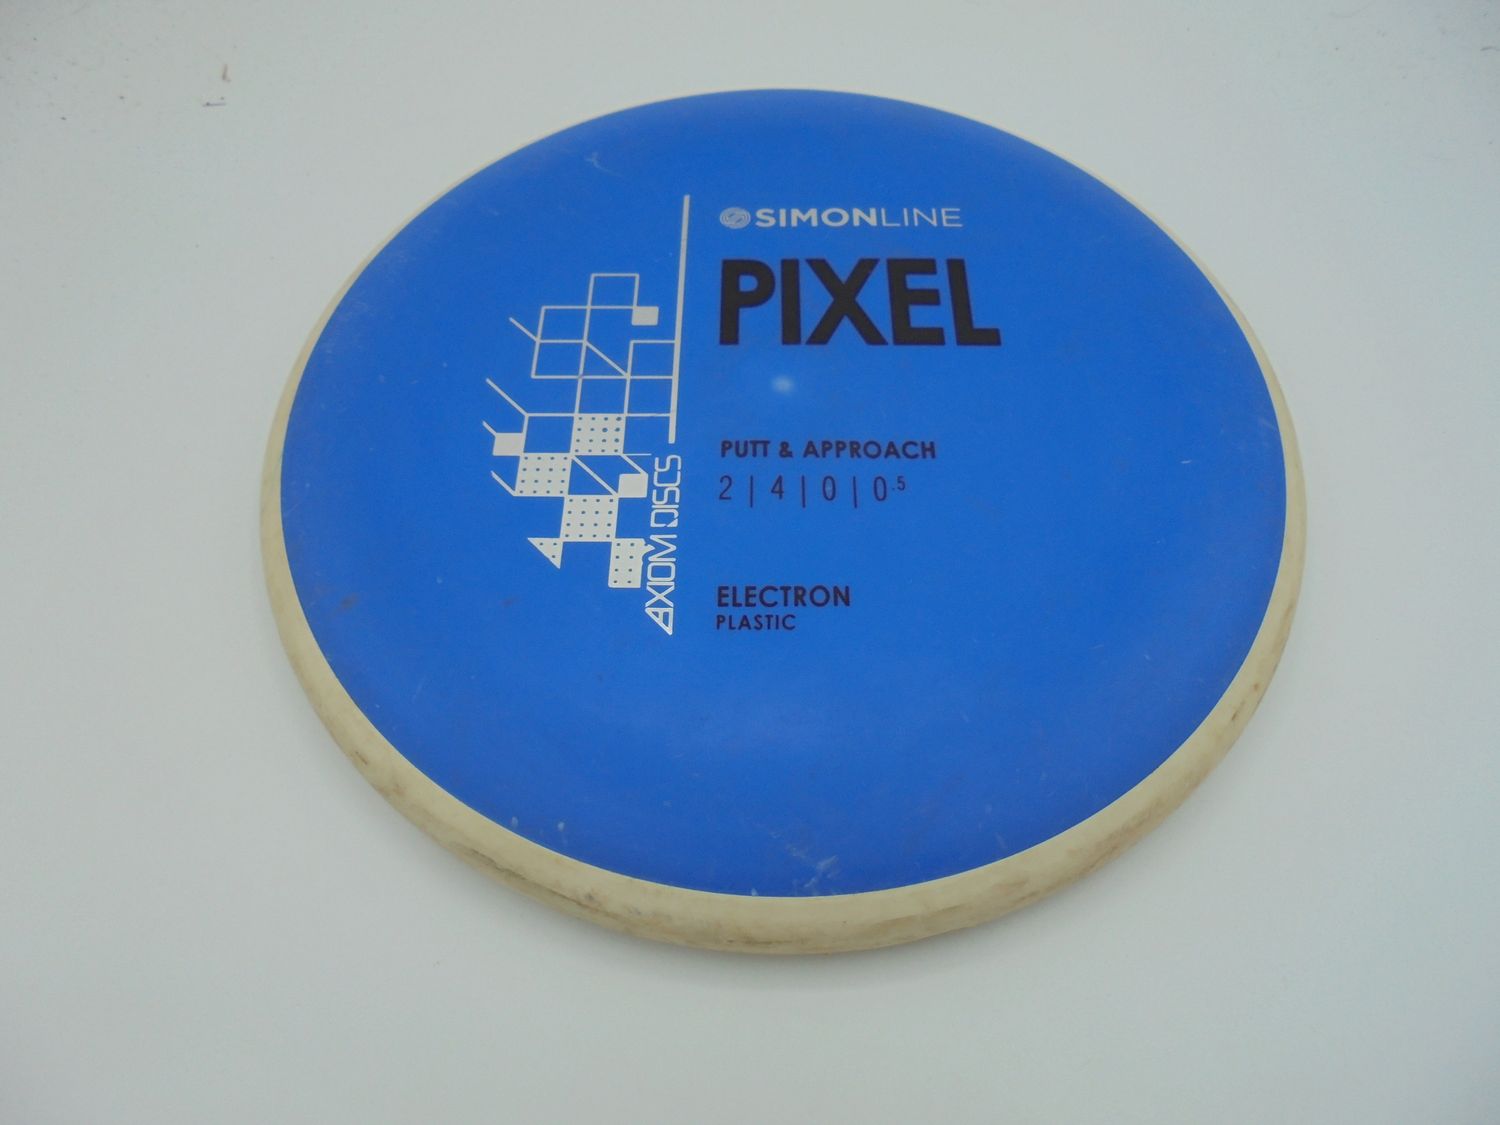 SIMONLINE
PIXEL
PUTT & APPROACH
2 | 4 | 0 | 0.5
ELECTRON
PLASTIC
AXIOM DISCS